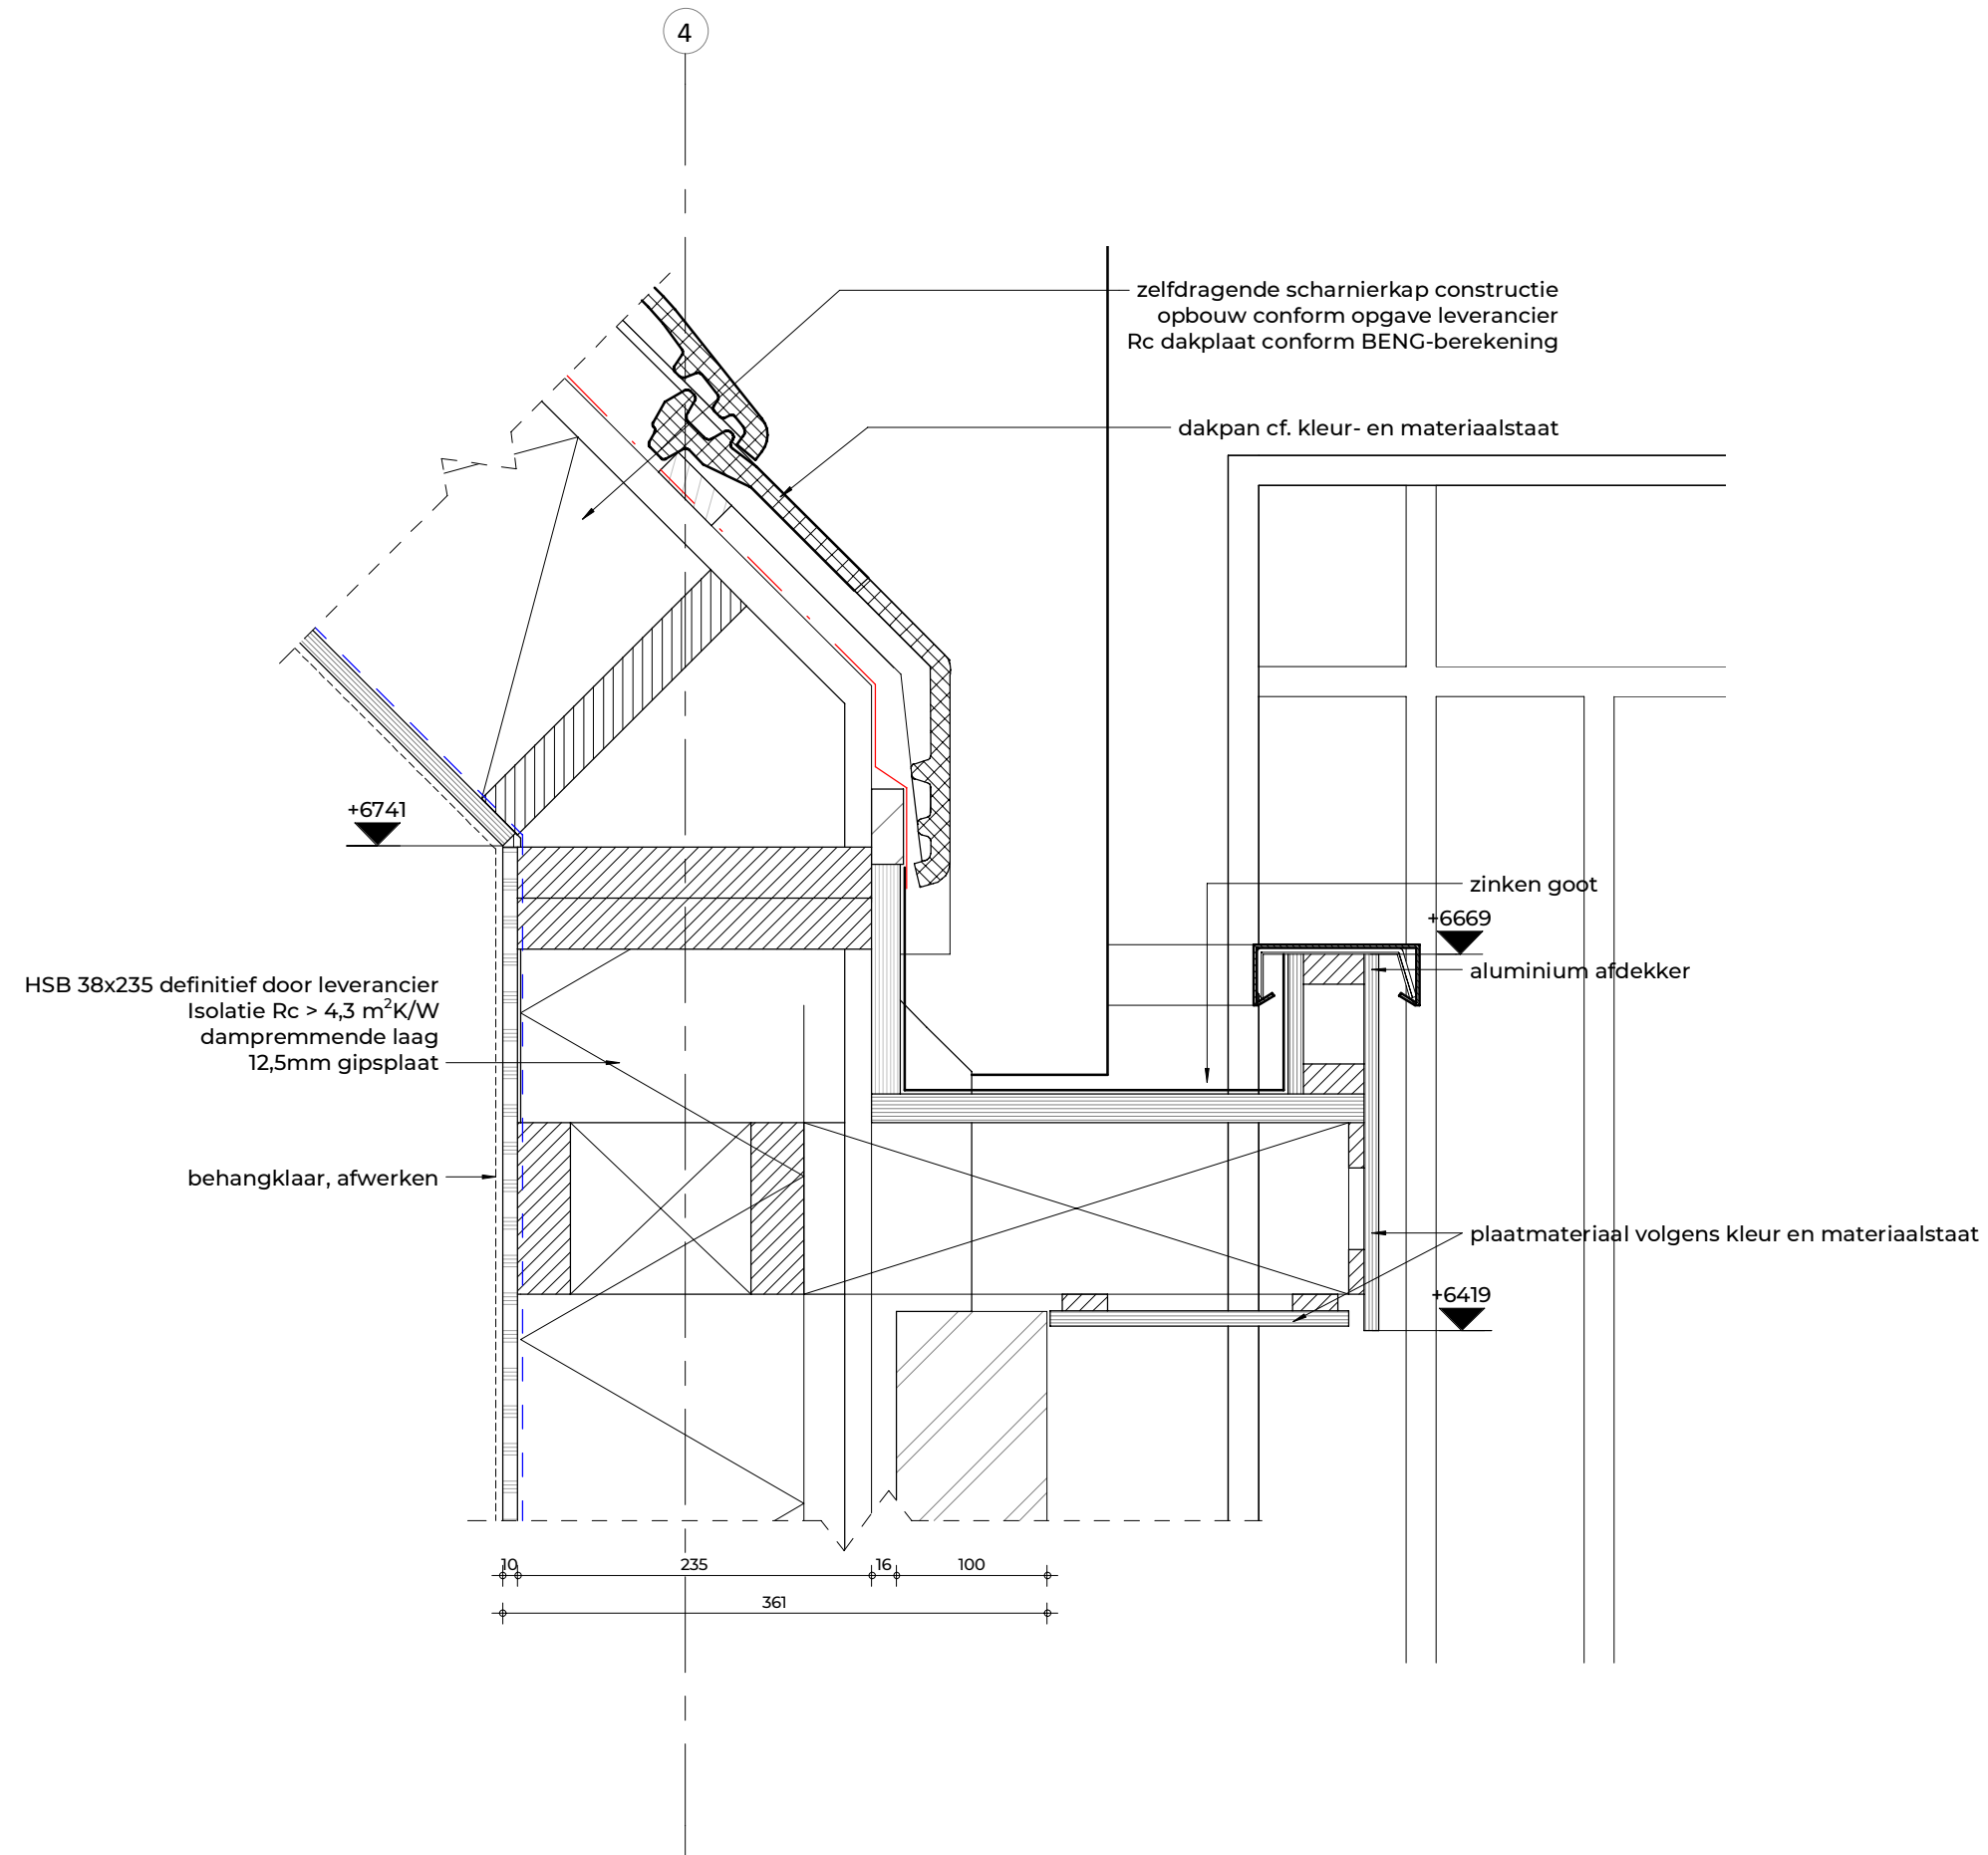 4
zelfdragende scharnierkap constructie
opbouw conform opgave leverancier
Rc dakplaat conform BENG-berekening
dakpan cf. kleur- en materiaalstaat
+6741
zinken goot
+6669
aluminium afdekker
HSB 38x235 definitief door leverancier
Isolatie Rc > 4,3 m²K/W
dampremmende laag
12,5mm gipsplaat
behangklaar, afwerken
plaatmateriaal volgens kleur en materiaalstaat
+6419
10 235 16 100
361